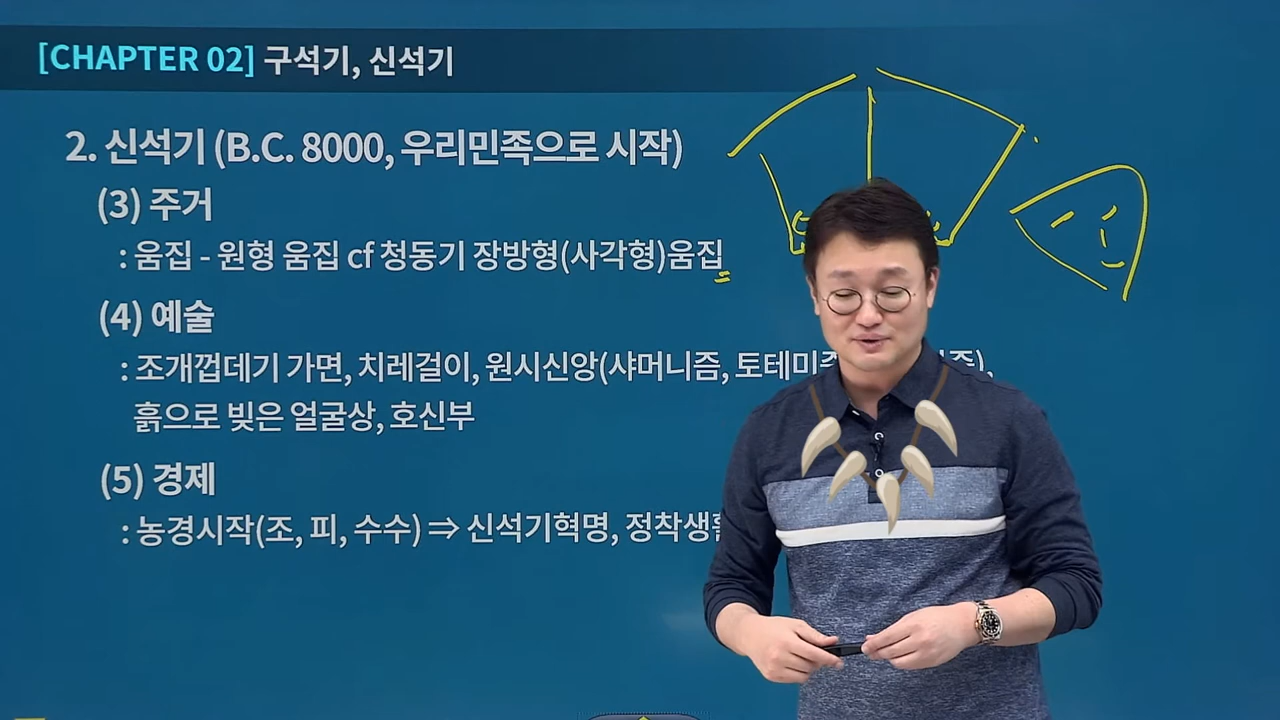 [CHAPTER 02] 구석기, 신석기
2. 신석기 (B.C. 8000, 우리민족으로 시작)
(3) 주거
: 움집 - 원형 움집 cf 청동기 장방형(사각형)움집
(4) 예술
: 조개껍데기 가면, 치레걸이, 원시신앙(샤머니즘, 토테미즘,
흙으로 빚은 얼굴상, 호신부
(5) 경제
: 농경시작(조, 피, 수수) ⇒ 신석기혁명, 정착생활